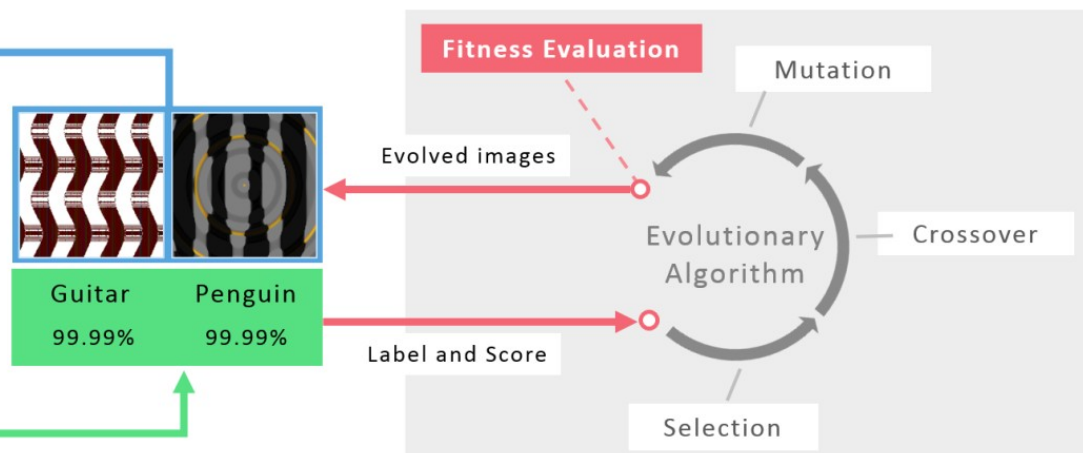 Fitness Evaluation
Mutation
Evolved images
Evolutionary
Algorithm
Crossover
Guitar
Penguin
99.99%
99.99%
Label and Score
Selection